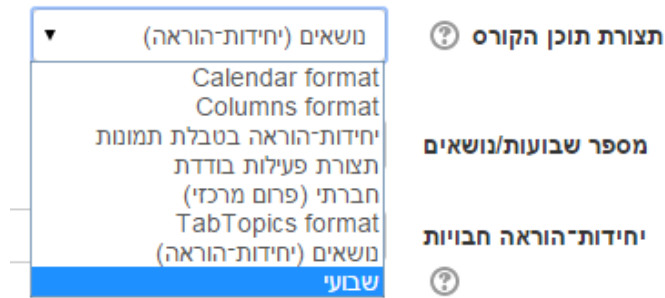 תצורת תוכן הקורס
נושאים (יחידות־הוראה)
Calendar format
Columns format
יחידות־הוראה בטבלת תמונות
תצורת פעילות בודדת
חברתי (פרום מרכזי)
TabTopics format
נושאים (יחידות־הוראה)
שבועי
מספר שבועות/נושאים
יחידות־הוראה חבויות